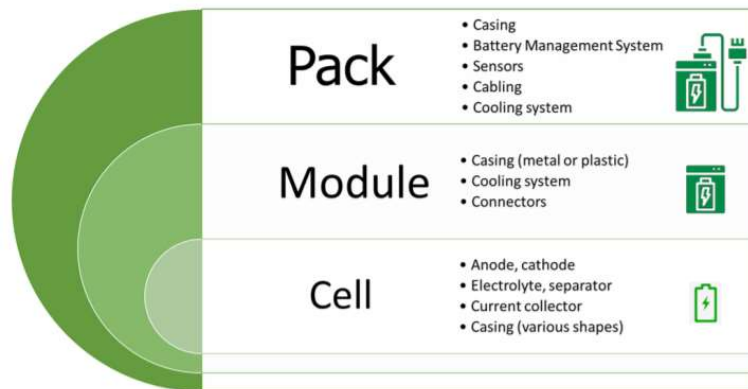 Pack
• Casing
• Battery Management System
• Sensors
• Cabling
• Cooling system
Module
• Casing (metal or plastic)
• Cooling system
• Connectors
Cell
• Anode, cathode
• Electrolyte, separator
• Current collector
• Casing (various shapes)